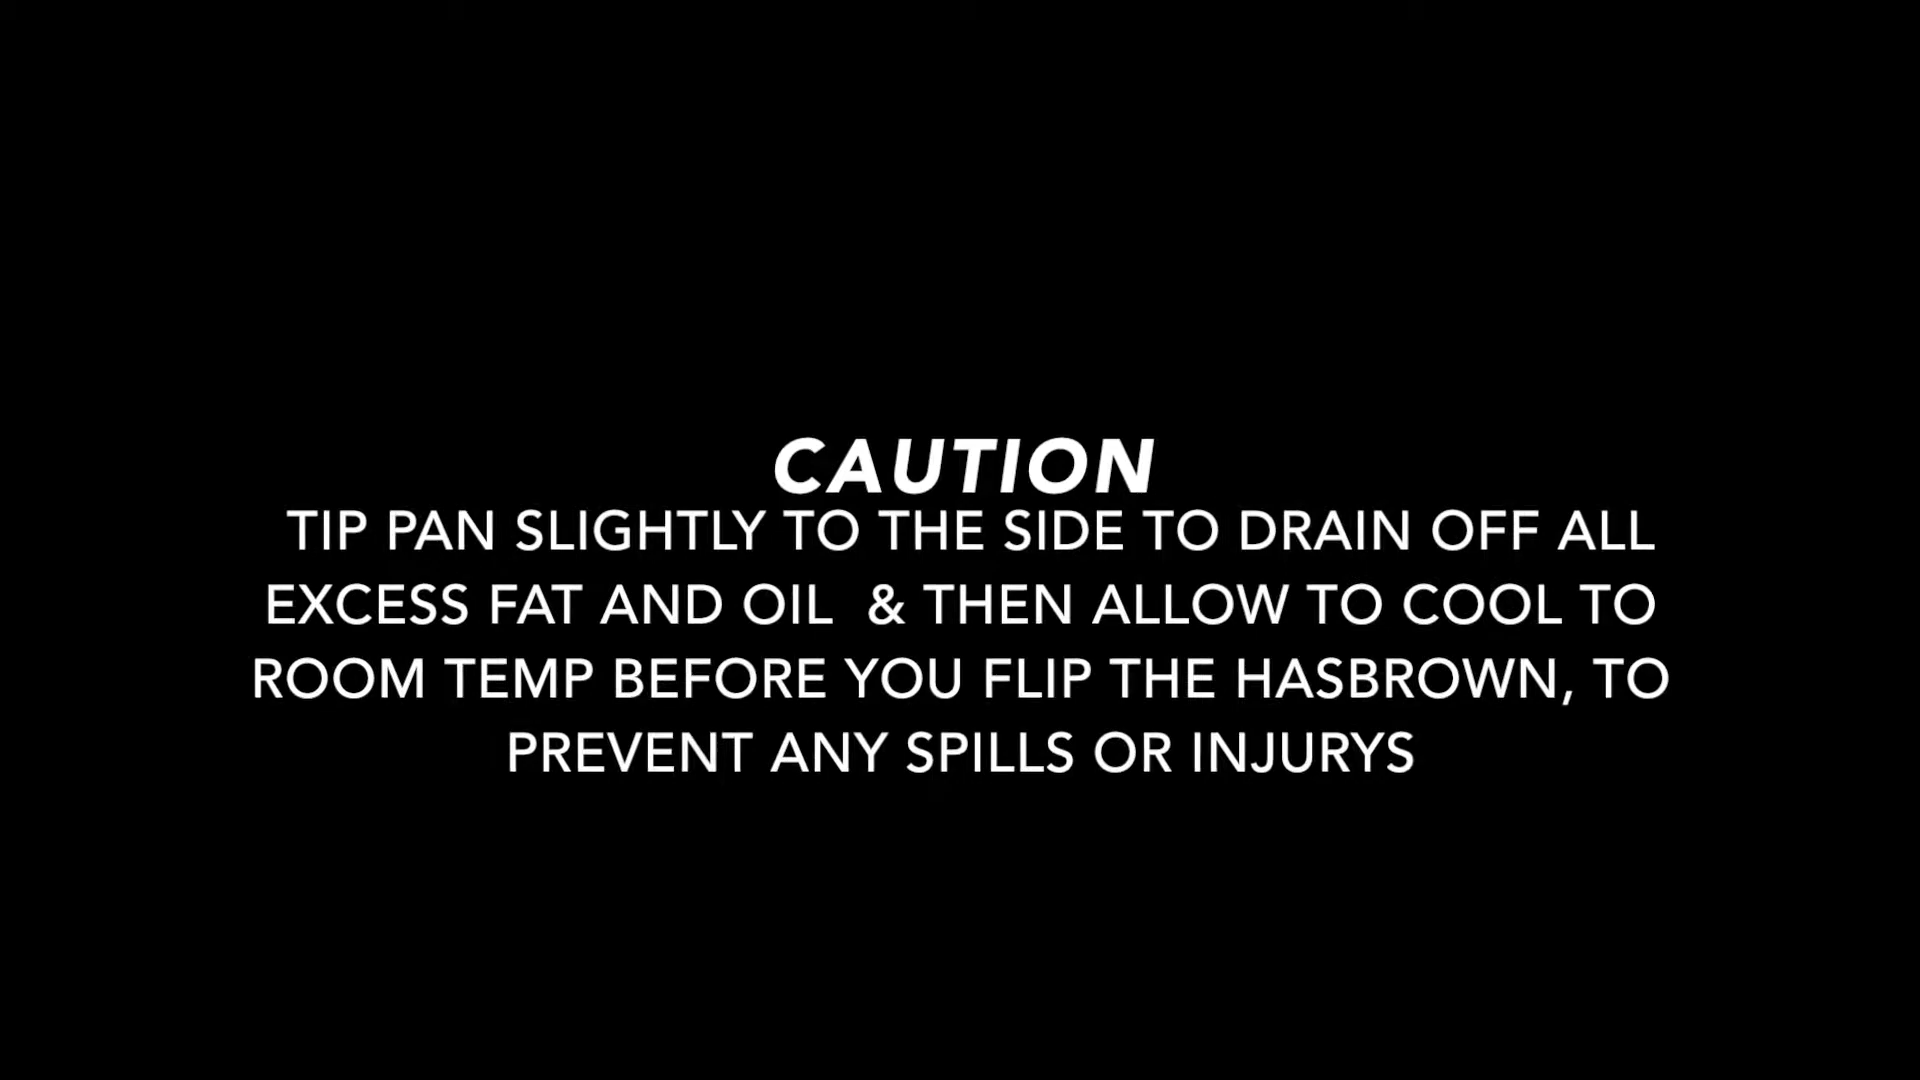 CAUTION
TIP PAN SLIGHTLY TO THE SIDE TO DRAIN OFF ALL
EXCESS FAT AND OIL  & THEN ALLOW TO COOL TO
ROOM TEMP BEFORE YOU FLIP THE HASBROWN, TO
PREVENT ANY SPILLS OR INJURYS